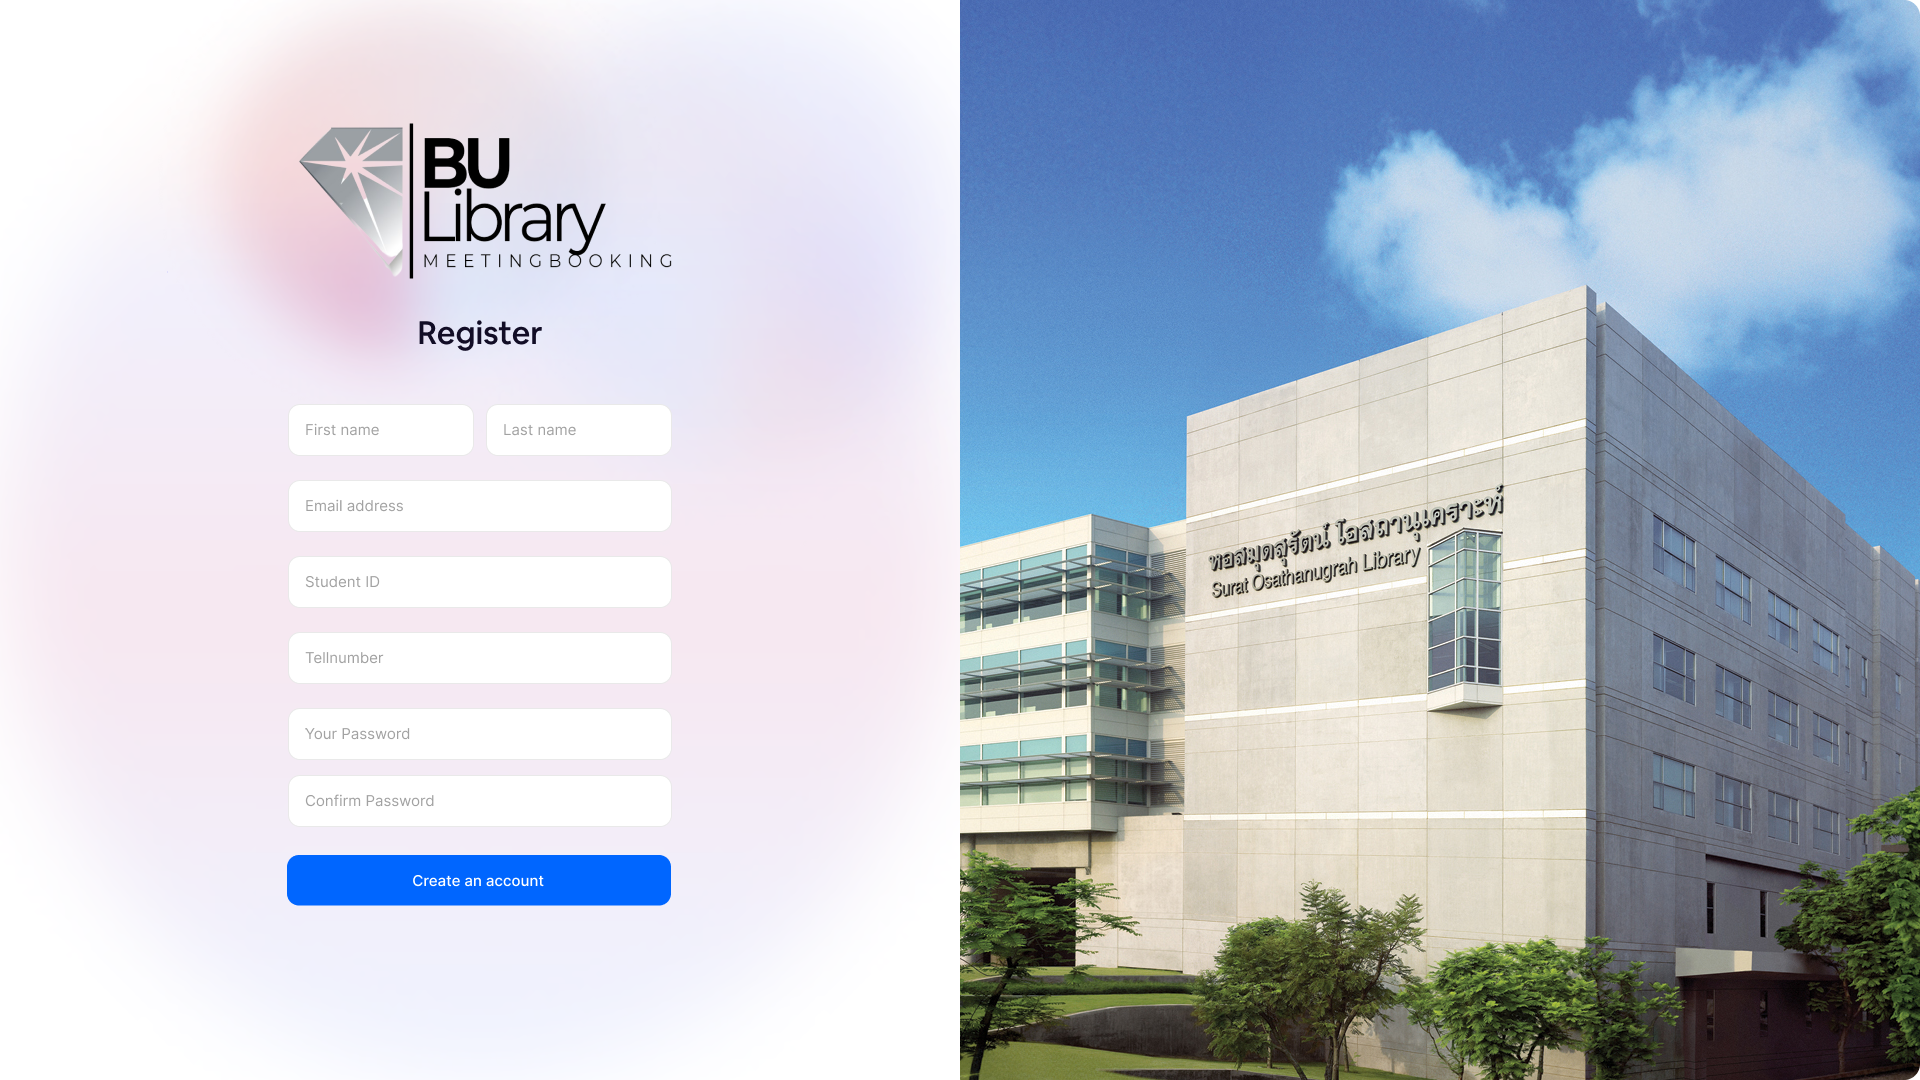 BU
Library
MEETINGBOOKING
Register
First name
Last name
Email address
Student ID
Tellnumber
Your Password
Confirm Password
Create an account
หอสมุดสุรัตน์ โอสถานุเคราะห์
Surat Osathanugrah Library